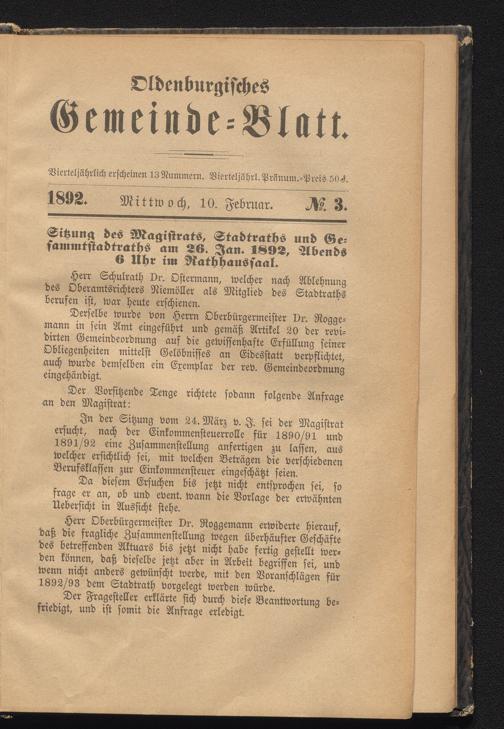 Oldenburgisches
Gemeinde-Blatt.
Vierteljährlich erscheinen 13 Nummern. Vierteljährl. Pränum.-Preis 50 ₰.
1892. Mittwoch, 10. Februar. № 3.
Sitzung des Magistrats, Stadtraths und Ge-
sammtstadtraths am 26. Jan. 1892, Abends
6 Uhr im Rathhaussaal.
Herr Schulrath Dr. Ostermann, welcher nach Ablehnung
des Oberamtsrichters Niemöller als Mitglied des Stadtraths
berufen ist, war heute erschienen.
Derselbe wurde von Herrn Oberbürgermeister Dr. Rogge-
mann in sein Amt eingeführt und gemäß Artikel 20 der revi-
dirten Gemeindeordnung auf die gewissenhafte Erfüllung seiner
Obliegenheiten mittelst Gelöbnisses an Eidesstatt verpflichtet,
auch wurde demselben ein Exemplar der rev. Gemeindeordnung
eingehändigt.
Der Vorsitzende Tenge richtete sodann folgende Anfrage
an den Magistrat:
In der Sitzung vom 24. März v. J. sei der Magistrat
ersucht, nach der Einkommensteuerrolle für 1890/91 und
1891/92 eine Zusammenstellung anfertigen zu lassen, aus
welcher ersichtlich sei, mit welchen Beträgen die verschiedenen
Berufsklassen zur Einkommensteuer eingeschätzt seien.
Da diesem Ersuchen bis jetzt nicht entsprochen sei, so
frage er an, ob und event. wann die Vorlage der erwähnten
Uebersicht in Aussicht stehe.
Herr Oberbürgermeister Dr. Roggemann erwiderte hierauf,
daß die fragliche Zusammenstellung wegen überhäufter Geschäfte
des betreffenden Aktuars bis jetzt nicht habe fertig gestellt wer-
den können, daß dieselbe jetzt aber in Arbeit begriffen sei, und
wenn nicht anders gewünscht werde, mit den Voranschlägen für
1892/93 dem Stadtrath vorgelegt werden würde.
Der Fragesteller erklärte sich durch diese Beantwortung be-
friedigt, und ist somit die Anfrage erledigt.